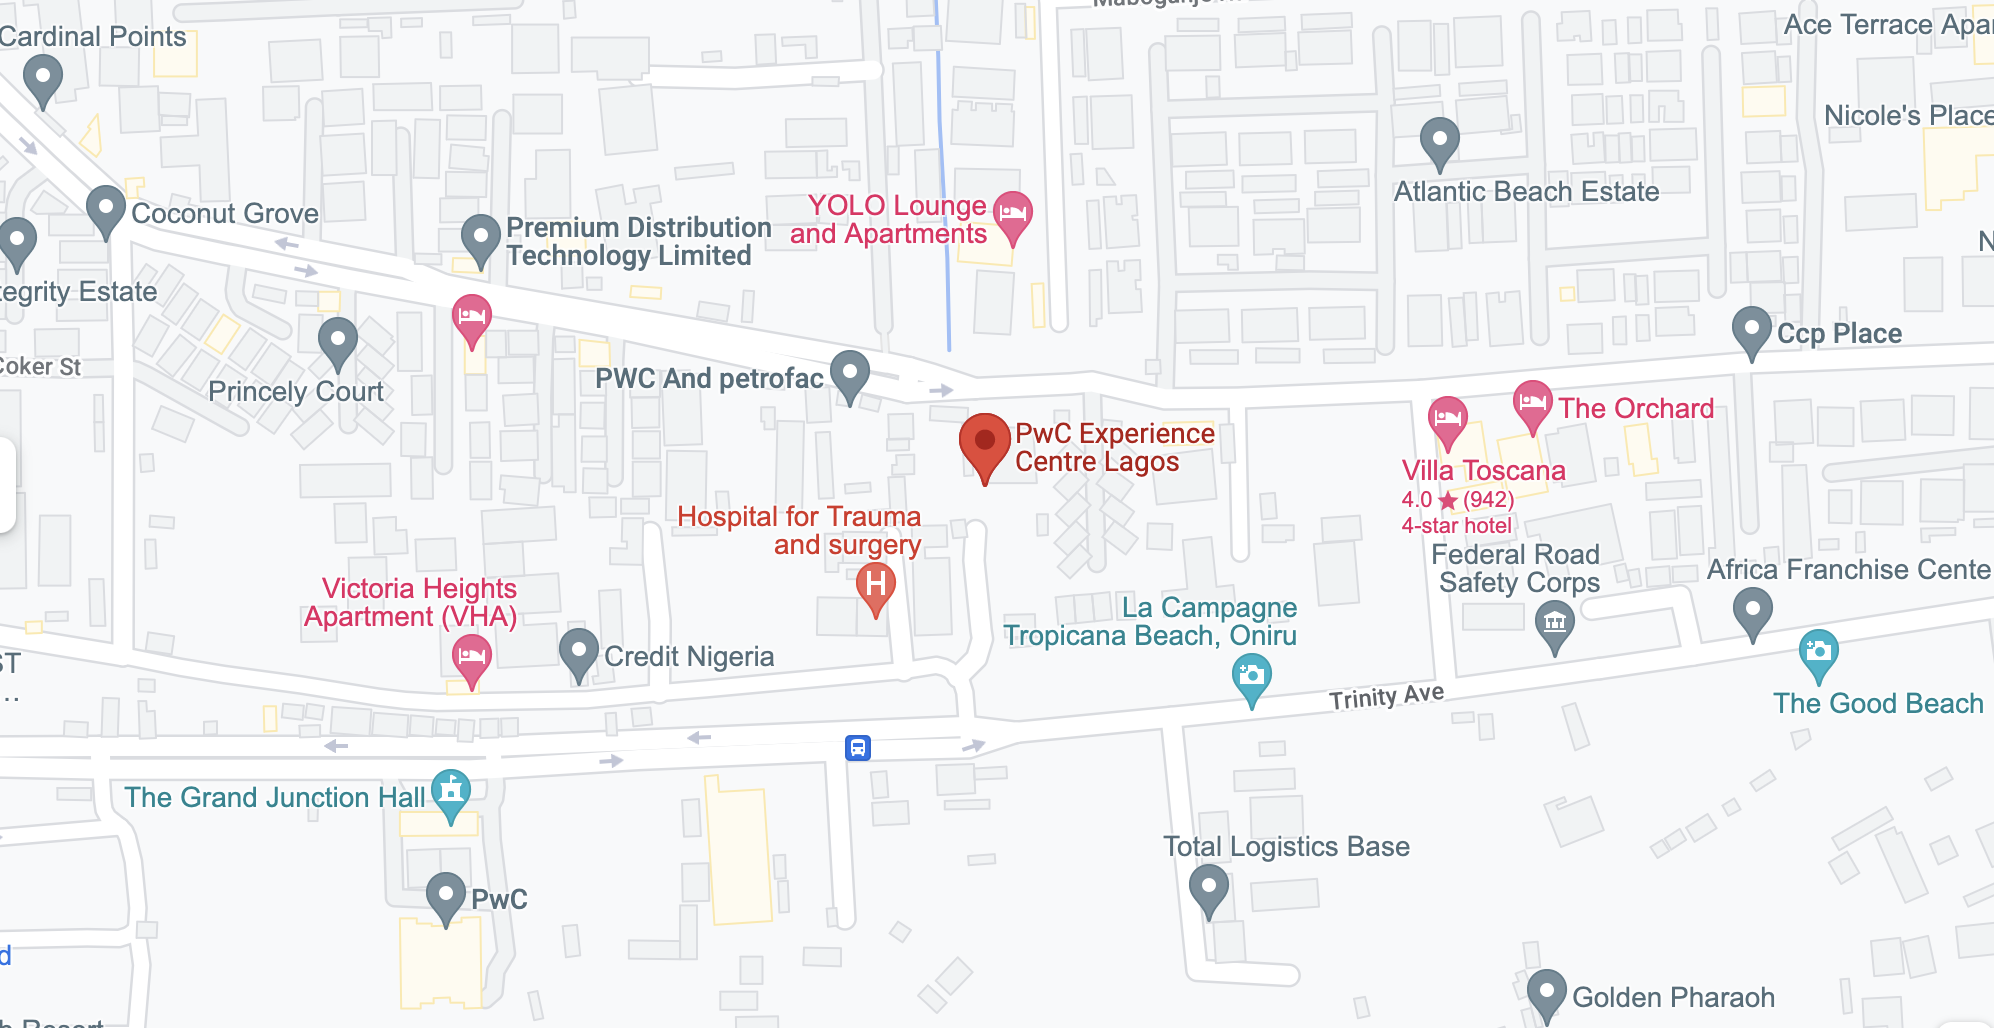 Cardinal Points
Ace Terrace Apar
Nicole's Place
Atlantic Beach Estate
YOLO Lounge
and Apartments
Coconut Grove
Premium Distribution
Technology Limited
N
tegrity Estate
Ccp Place
Coker St
Princely Court
PWC And petrofac
The Orchard
PwC Experience
Centre Lagos
Villa Toscana
4.0 ★ (942)
4-star hotel
Hospital for Trauma
and surgery
H
Federal Road
Safety Corps
Africa Franchise Cente
Victoria Heights
Apartment (VHA)
La Campagne
Tropicana Beach, Oniru
Credit Nigeria
ST
...
Trinity Ave
The Good Beach
The Grand Junction Hall
Total Logistics Base
PwC
d
Golden Pharaoh